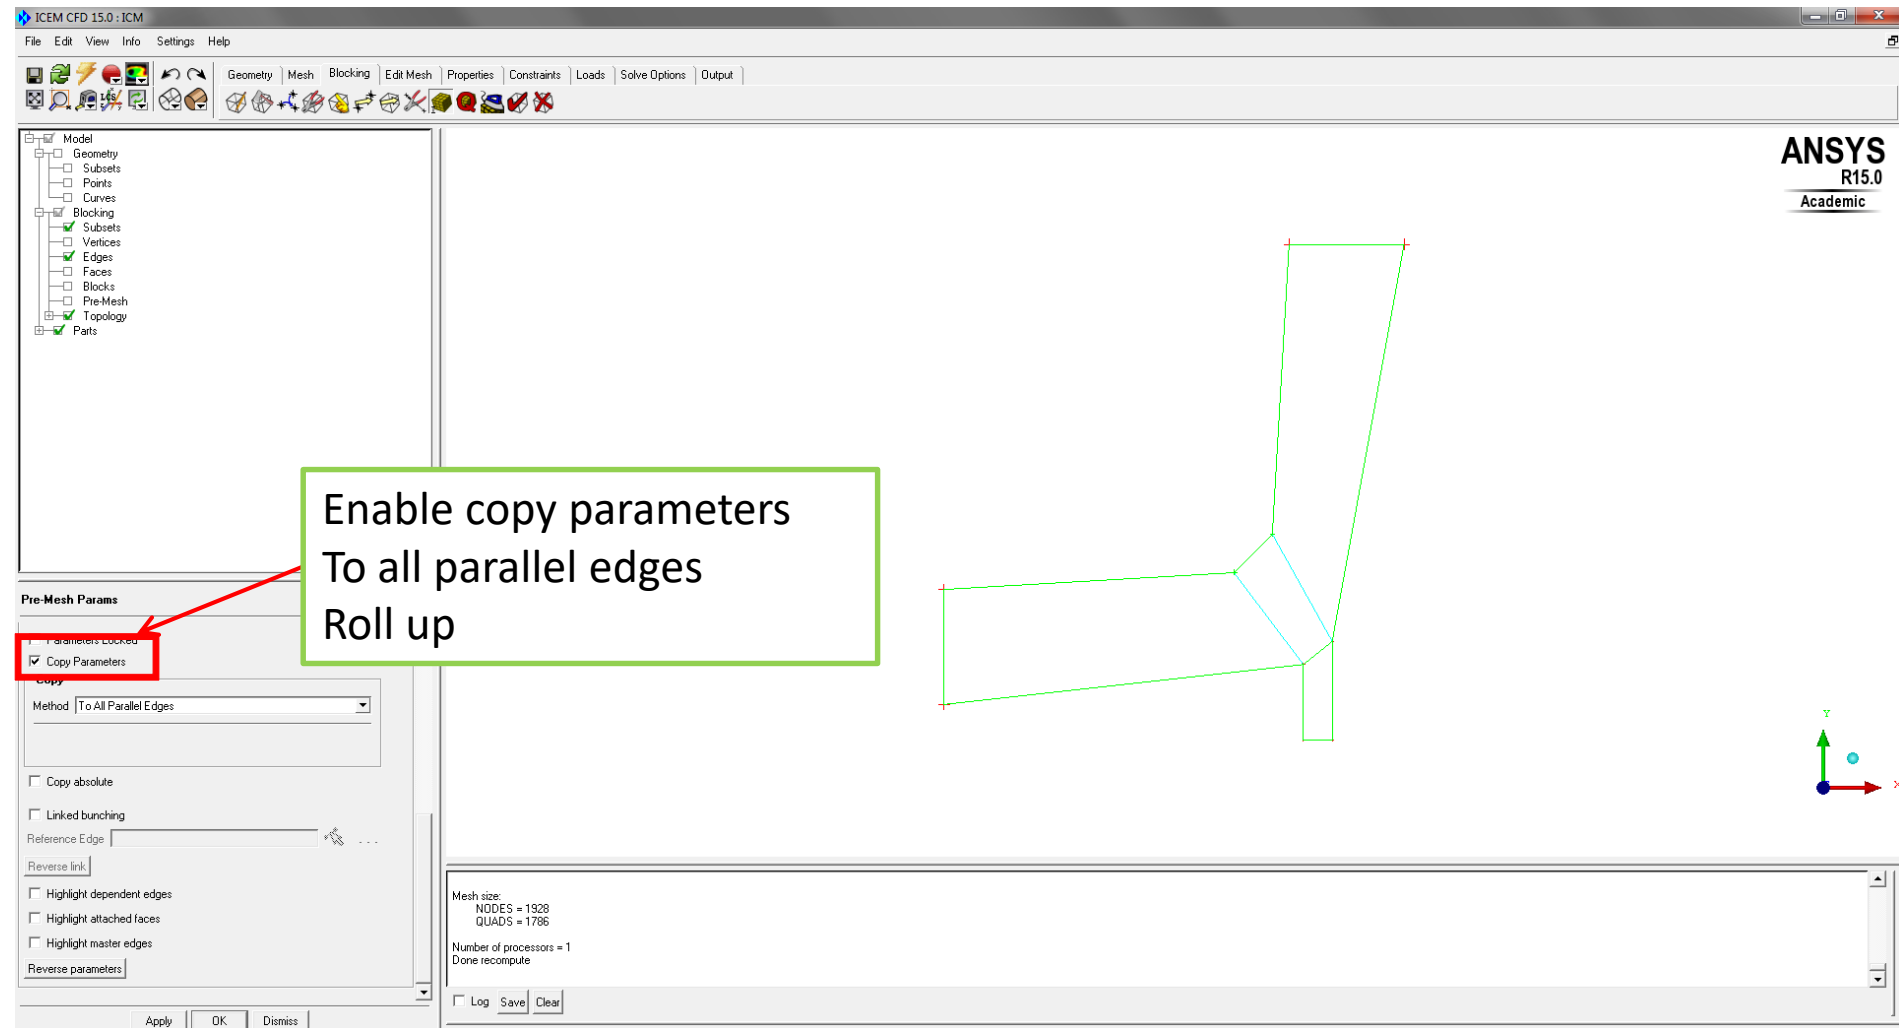 ICEM CFD 15.0 : ICM
File Edit View Info Settings Help
Geometry Mesh Blocking Edit Mesh Properties Constraints Loads Solve Options Output
Model
Geometry
Subsets
Points
Curves
Blocking
Subsets
Vertices
Edges
Faces
Blocks
Pre-Mesh
Topology
Parts
ANSYS
R15.0
Academic
Enable copy parameters
To all parallel edges
Roll up
Pre-Mesh Params
Parameters Locked
Copy Parameters
Copy
Method To All Parallel Edges
Copy absolute
Linked bunching
Reference Edge ...
Reverse link
Highlight dependent edges
Highlight attached faces
Highlight master edges
Reverse parameters
Apply OK Dismiss
Y
X
Mesh size:
NODES = 1928
QUADS = 1786
Number of processors = 1
Done recompute
Log Save Clear